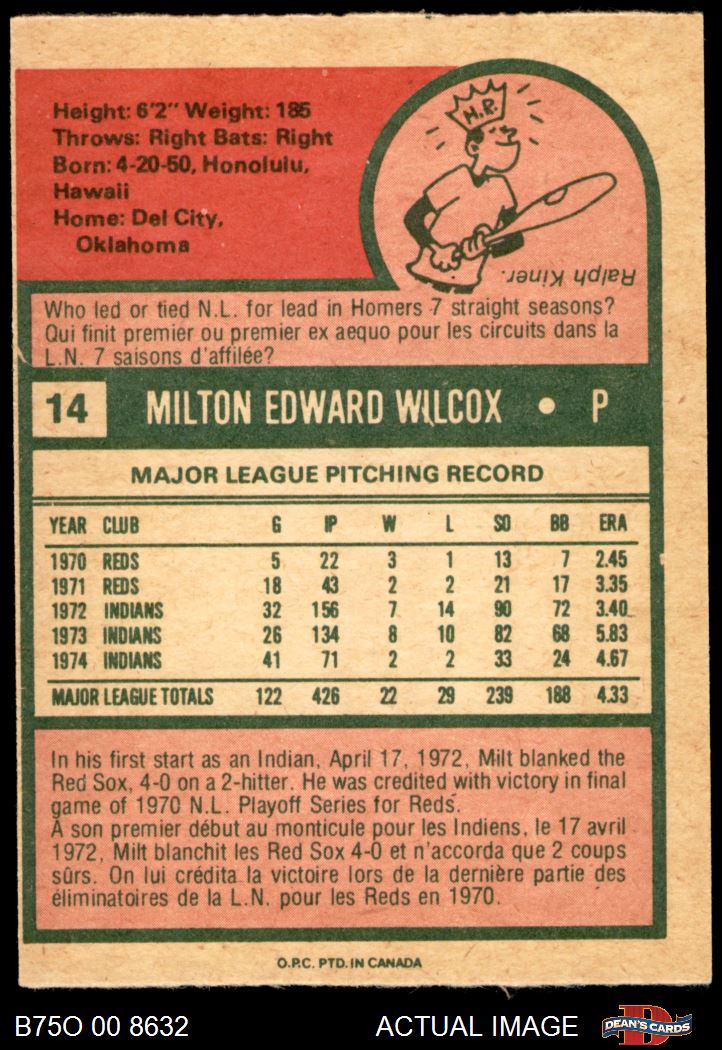 Height: 6'2" Weight: 185
Throws: Right Bats: Right
Born: 4-20-50, Honolulu,
Hawaii
Home: Del City,
Oklahoma
H.R.
Ralph Kiner.
Who led or tied N.L. for lead in Homers 7 straight seasons?
Qui finit premier ou premier ex aequo pour les circuits dans la
L.N. 7 saisons d'affilée?
14 MILTON EDWARD WILCOX • P
MAJOR LEAGUE PITCHING RECORD
YEAR CLUB G IP W L SO BB ERA
1970 REDS 5 22 3 1 13 7 2.45
1971 REDS 18 43 2 2 21 17 3.35
1972 INDIANS 32 156 7 14 90 72 3.40
1973 INDIANS 26 134 8 10 82 68 5.83
1974 INDIANS 41 71 2 2 33 24 4.67
MAJOR LEAGUE TOTALS 122 426 22 29 239 188 4.33
In his first start as an Indian, April 17, 1972, Milt blanked the
Red Sox, 4-0 on a 2-hitter. He was credited with victory in final
game of 1970 N.L. Playoff Series for Reds.
À son premier début au monticule pour les Indiens, le 17 avril
1972, Milt blanchit les Red Sox 4-0 et n'accorda que 2 coups
sûrs. On lui crédita la victoire lors de la dernière partie des
éliminatoires de la L.N. pour les Reds en 1970.
O.P.C. PTD. IN CANADA
B75O 00 8632 ACTUAL IMAGE D DEAN'S CARDS